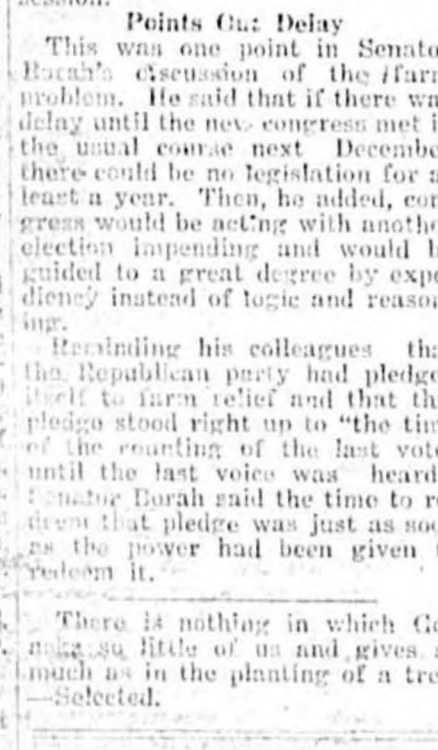 session.
Points Out Delay
This was one point in Senato
Borah's discussion of the farm
problem. He said that if there wa
delay until the new congress met i
the usual course next Decembe
there could be no legislation for a
least a year. Then, he added, con
gress would be acting with anothe
election impending and would b
guided to a great degree by expe
diency instead of logic and reason
ing.
Reminding his colleagues tha
the Republican party had pledge
itself to farm relief and that tha
pledge stood right up to "the tim
of the counting of the last vote
until the last voice was heard
Senator Borah said the time to re
deem that pledge was just as soo
as the power had been given t
redeem it.
There is nothing in which Go
asks so little of us and gives a
much as in the planting of a tre
—Selected.